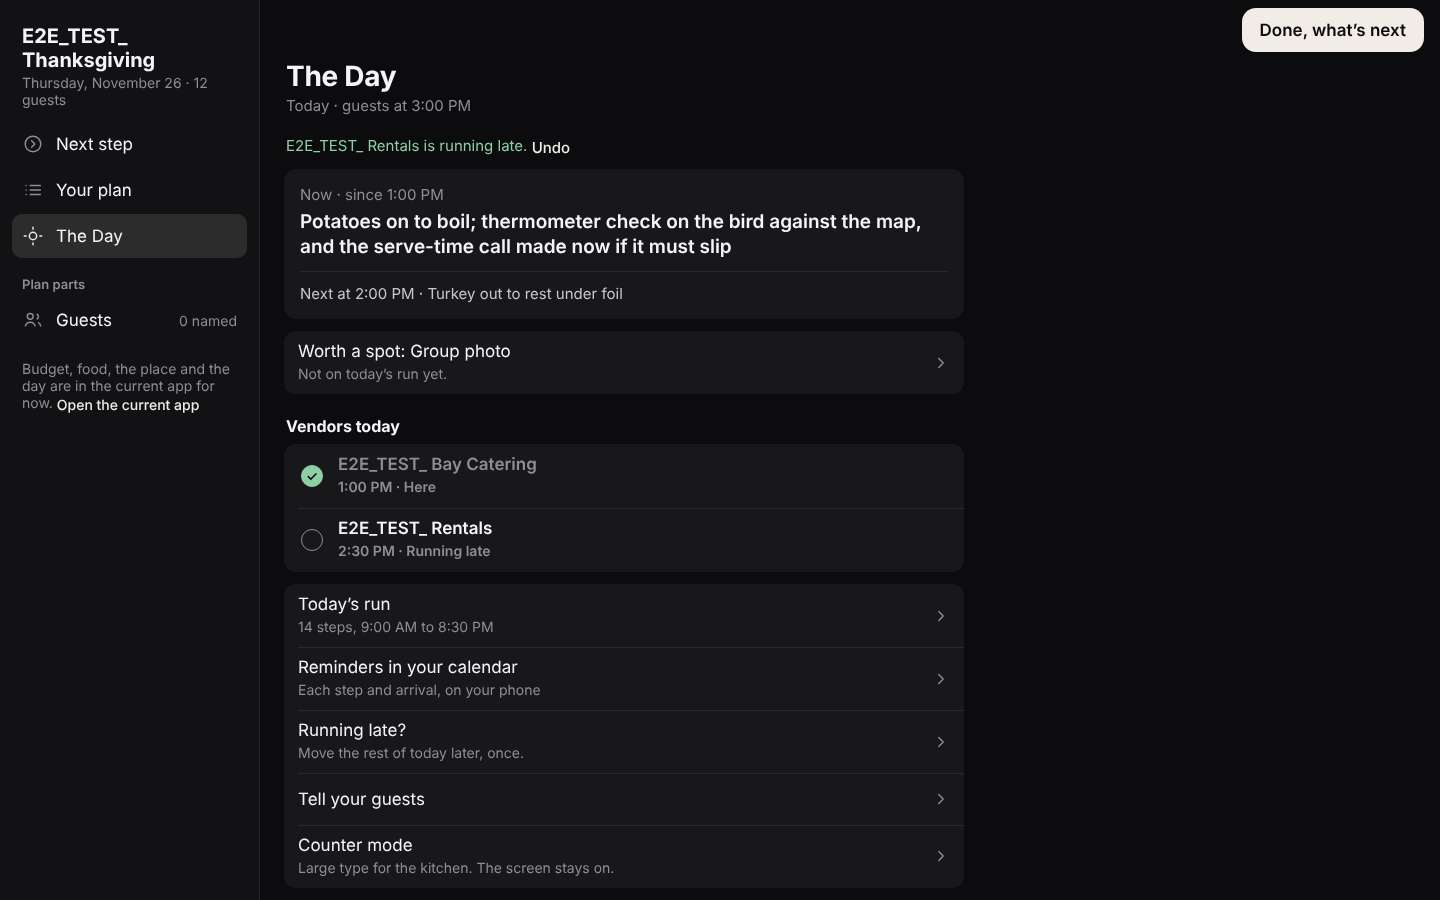 E2E_TEST_
Thanksgiving
Thursday, November 26 · 12
guests
Next step
Your plan
The Day
Plan parts
Guests
0 named
Budget, food, the place and the
day are in the current app for
now. Open the current app
Done, what’s next
The Day
Today · guests at 3:00 PM
E2E_TEST_ Rentals is running late. Undo
Now · since 1:00 PM
Potatoes on to boil; thermometer check on the bird against the map,
and the serve-time call made now if it must slip
Next at 2:00 PM · Turkey out to rest under foil
Worth a spot: Group photo
Not on today’s run yet.
Vendors today
E2E_TEST_ Bay Catering
1:00 PM · Here
E2E_TEST_ Rentals
2:30 PM · Running late
Today’s run
14 steps, 9:00 AM to 8:30 PM
Reminders in your calendar
Each step and arrival, on your phone
Running late?
Move the rest of today later, once.
Tell your guests
Counter mode
Large type for the kitchen. The screen stays on.